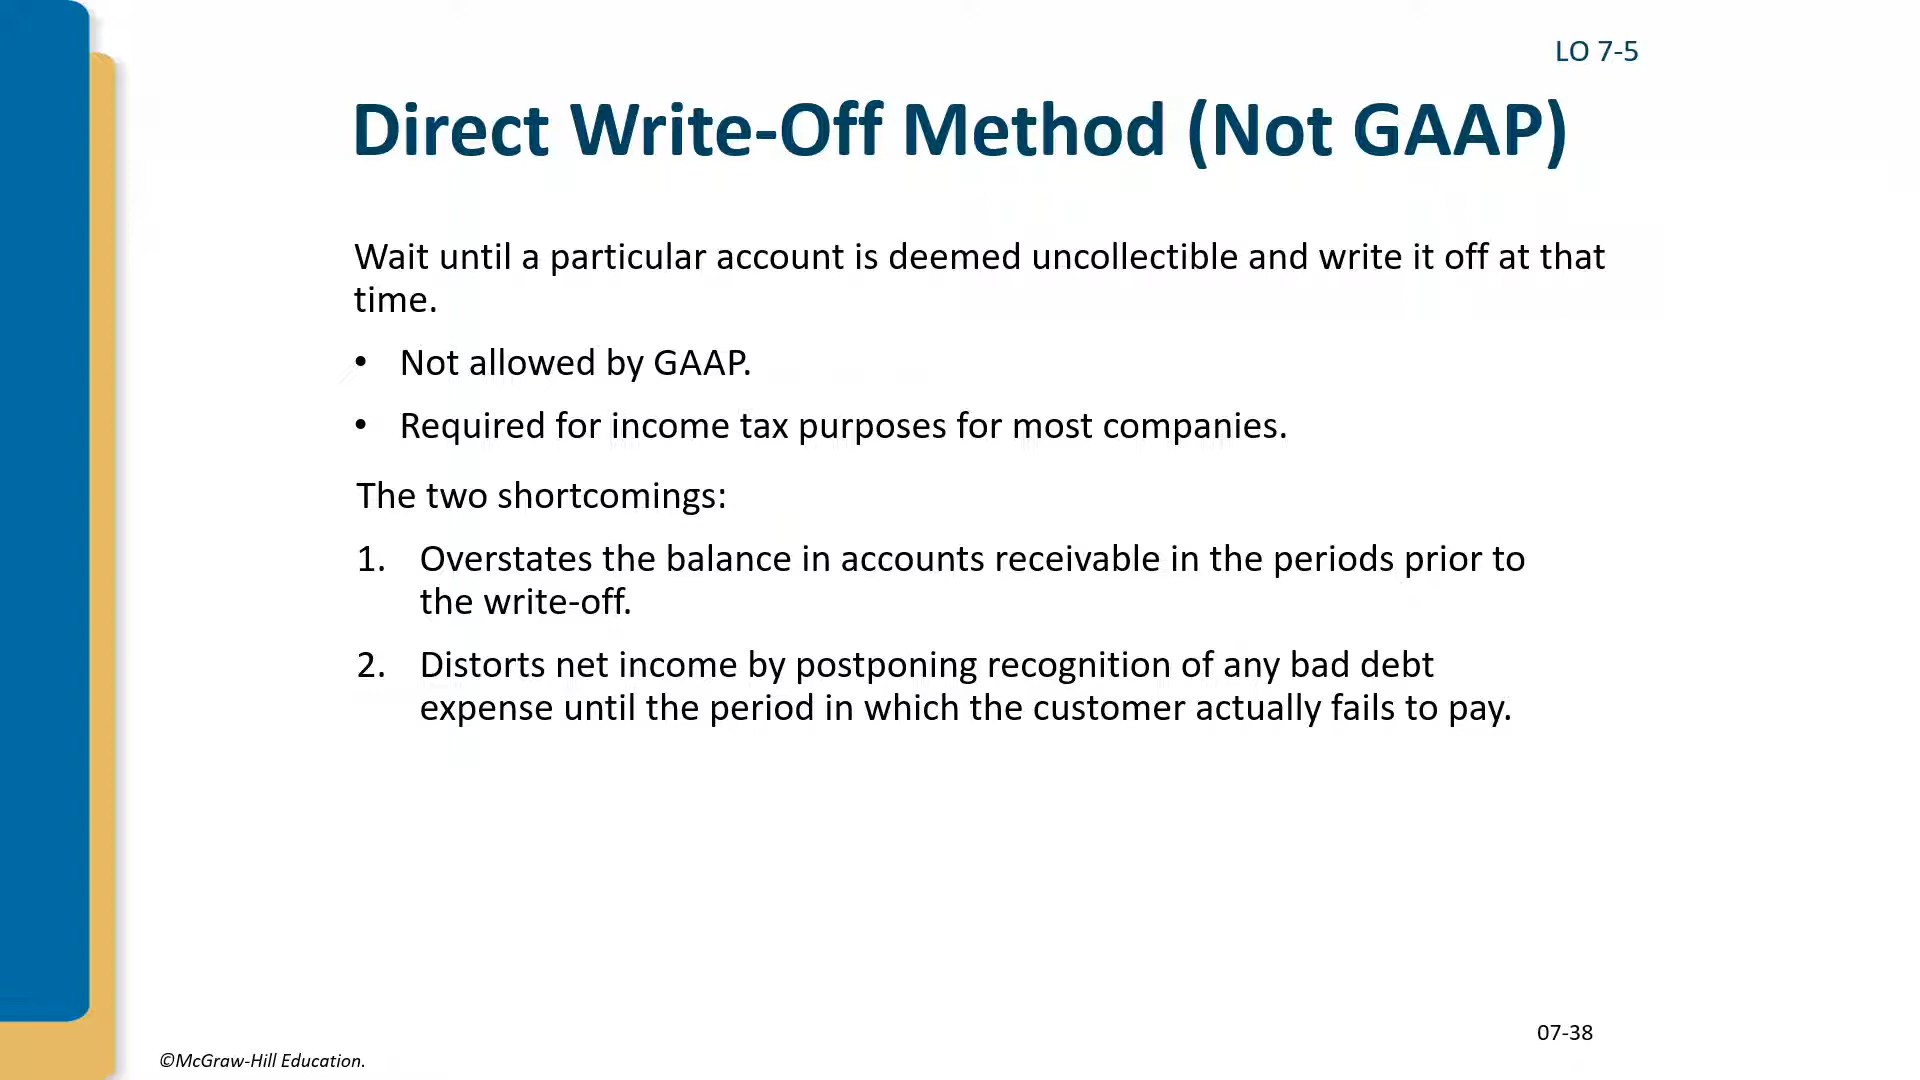 LO 7-5
Direct Write-Off Method (Not GAAP)
Wait until a particular account is deemed uncollectible and write it off at that
time.
• Not allowed by GAAP.
• Required for income tax purposes for most companies.
The two shortcomings:
1. Overstates the balance in accounts receivable in the periods prior to
the write-off.
2. Distorts net income by postponing recognition of any bad debt
expense until the period in which the customer actually fails to pay.
07-38
©McGraw-Hill Education.